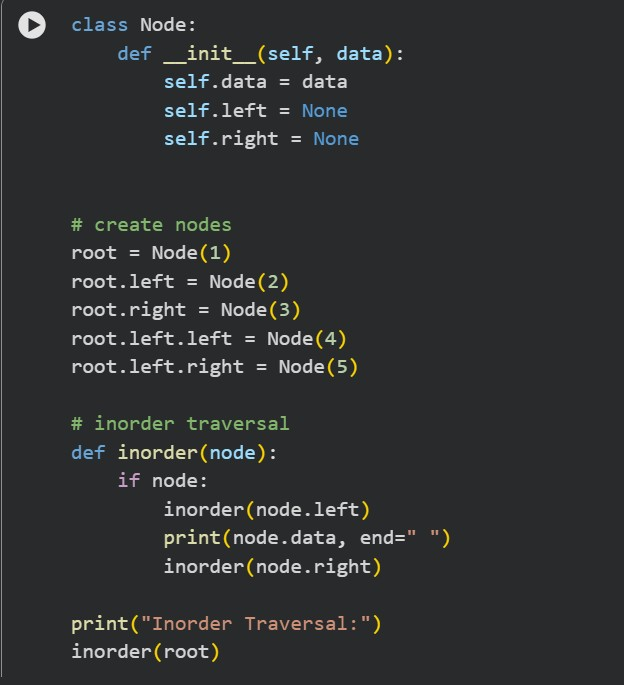 class Node:
    def __init__(self, data):
        self.data = data
        self.left = None
        self.right = None
# create nodes
root = Node(1)
root.left = Node(2)
root.right = Node(3)
root.left.left = Node(4)
root.left.right = Node(5)
# inorder traversal
def inorder(node):
    if node:
        inorder(node.left)
        print(node.data, end=" ")
        inorder(node.right)
print("Inorder Traversal:")
inorder(root)